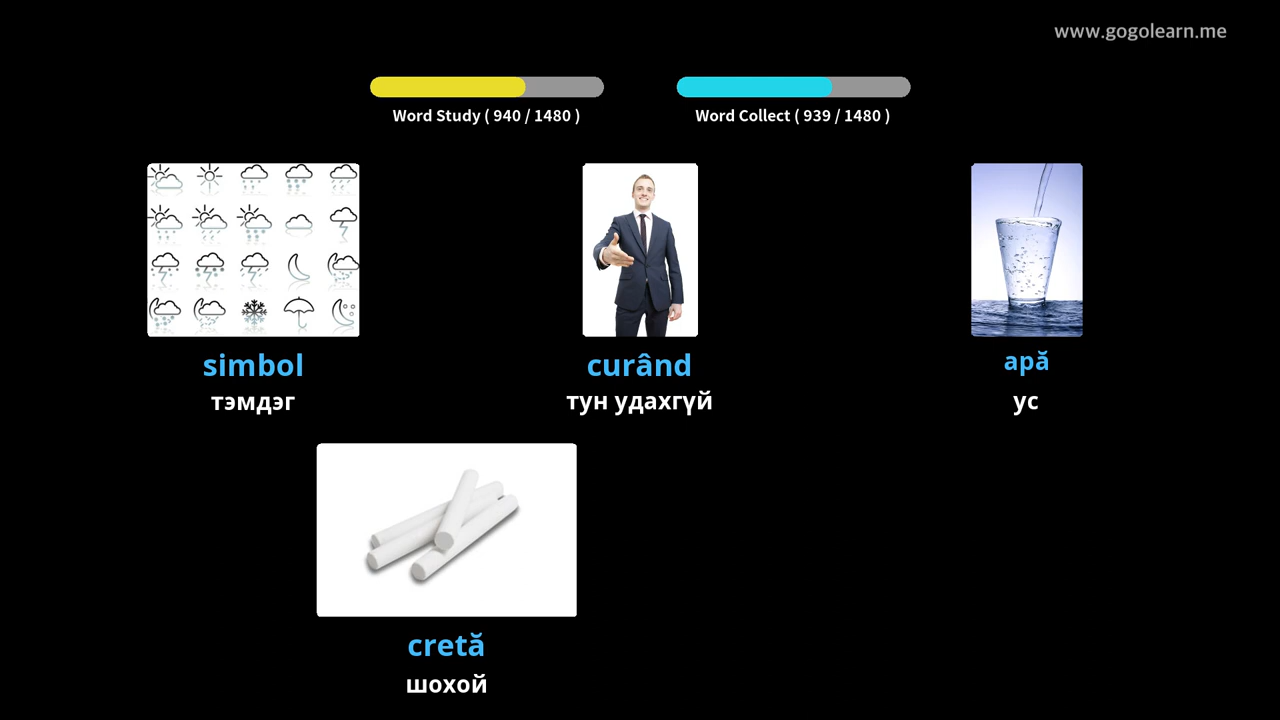 www.gogolearn.me
Word Study ( 940 / 1480 )
Word Collect ( 939 / 1480 )
simbol
тэмдэг
curând
тун удахгүй
apă
ус
cretă
шохой